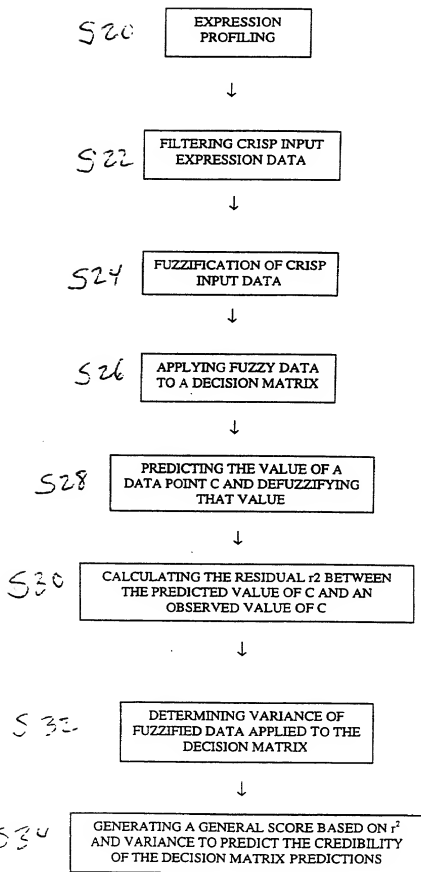 S20
EXPRESSION
PROFILING
↓
S22
FILTERING CRISP INPUT
EXPRESSION DATA
↓
S24
FUZZIFICATION OF CRISP
INPUT DATA
↓
S26
APPLYING FUZZY DATA
TO A DECISION MATRIX
↓
S28
PREDICTING THE VALUE OF A
DATA POINT C AND DEFUZZIFYING
THAT VALUE
↓
S30
CALCULATING THE RESIDUAL r2 BETWEEN
THE PREDICTED VALUE OF C AND AN
OBSERVED VALUE OF C
↓
S32
DETERMINING VARIANCE OF
FUZZIFIED DATA APPLIED TO THE
DECISION MATRIX
↓
S34
GENERATING A GENERAL SCORE BASED ON r²
AND VARIANCE TO PREDICT THE CREDIBILITY
OF THE DECISION MATRIX PREDICTIONS